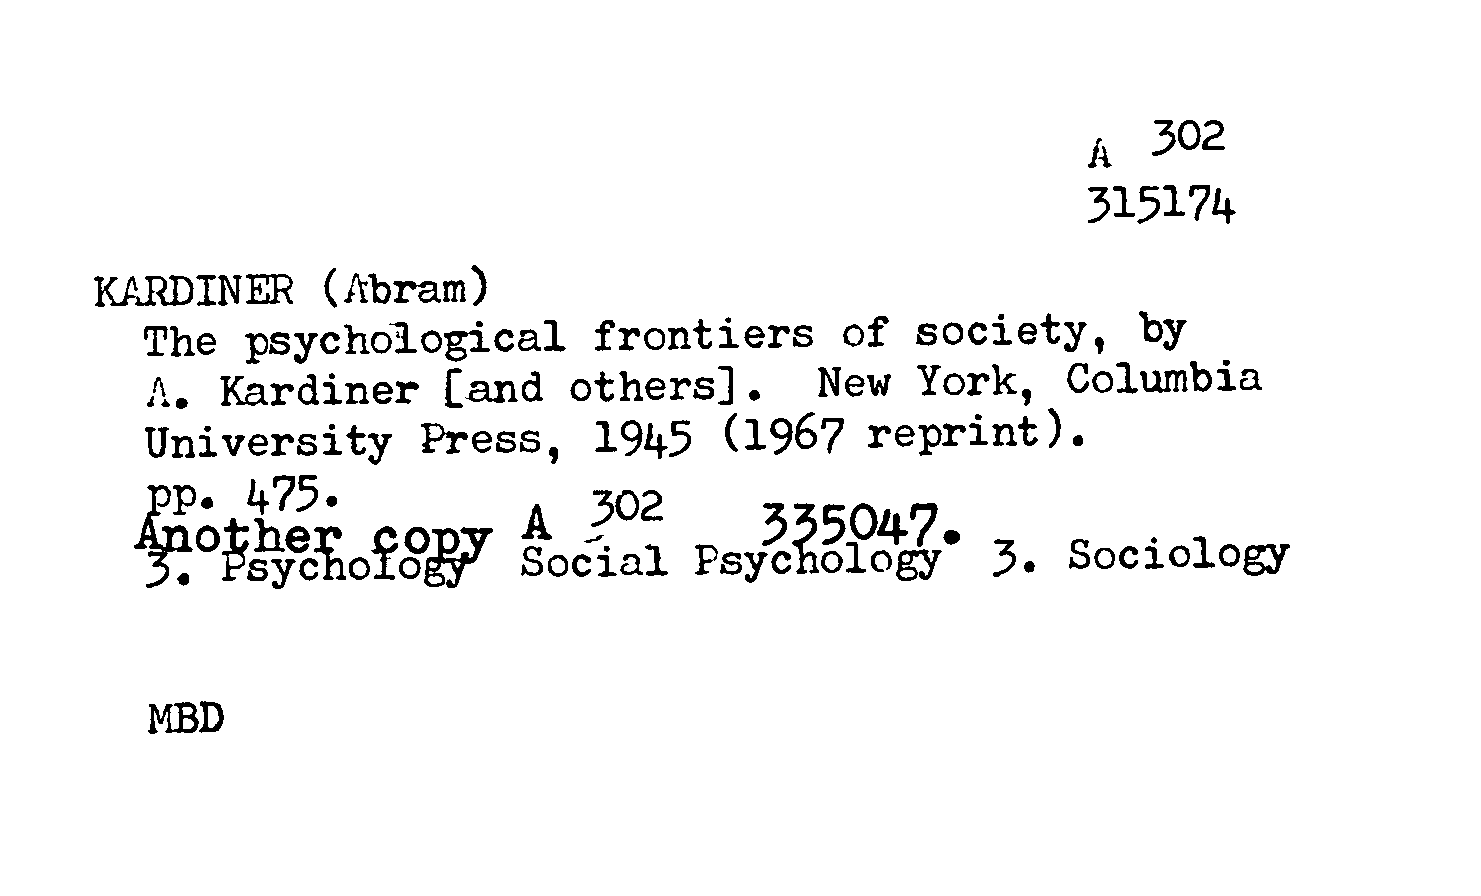 A 302
315174
KARDINER (Abram)
The psychological frontiers of society, by
A. Kardiner [and others]. New York, Columbia
University Press, 1945 (1967 reprint).
pp. 475.
Another copy A 302 335047.
3. Psychology Social Psychology 3. Sociology
MBD